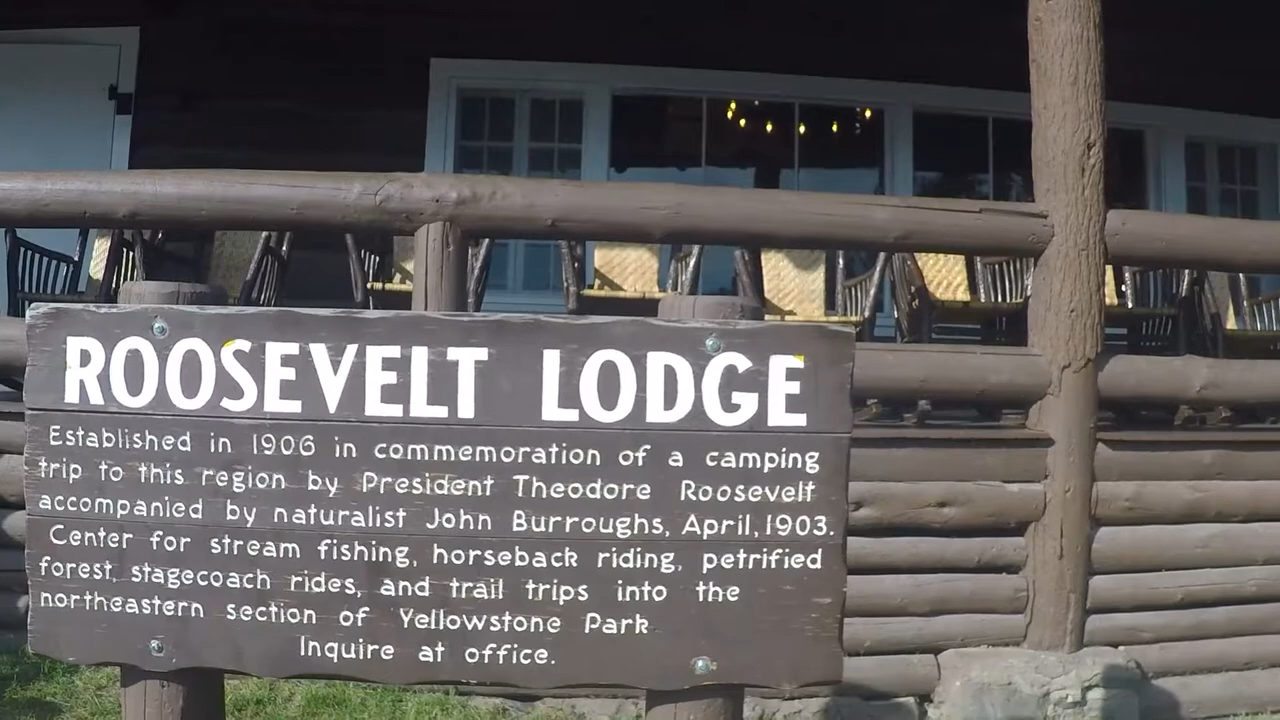 ROOSEVELT LODGE
Established in 1906 in commemoration of a camping
trip to this region by President Theodore Roosevelt
accompanied by naturalist John Burroughs, April, 1903.
Center for stream fishing, horseback riding, petrified
forest, stagecoach rides, and trail trips into the
northeastern section of Yellowstone Park
Inquire at office.